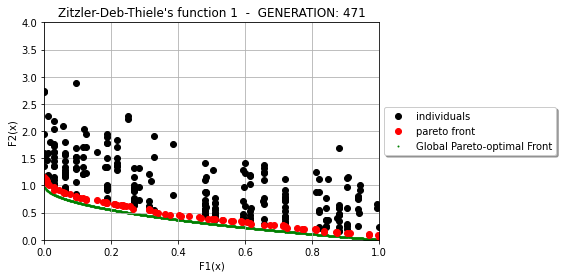 Zitzler-Deb-Thiele's function 1 - GENERATION: 471
4.0
3.5
3.0
2.5
2.0
1.5
1.0
0.5
0.0
F2(x)
0.0 0.2 0.4 0.6 0.8 1.0
F1(x)
individuals
pareto front
Global Pareto-optimal Front